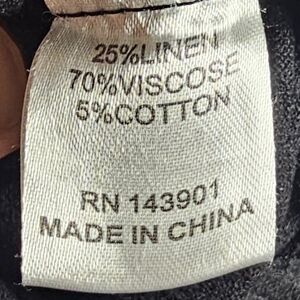 25%LINEN
70%VISCOSE
5%COTTON
RN 143901
MADE IN CHINA